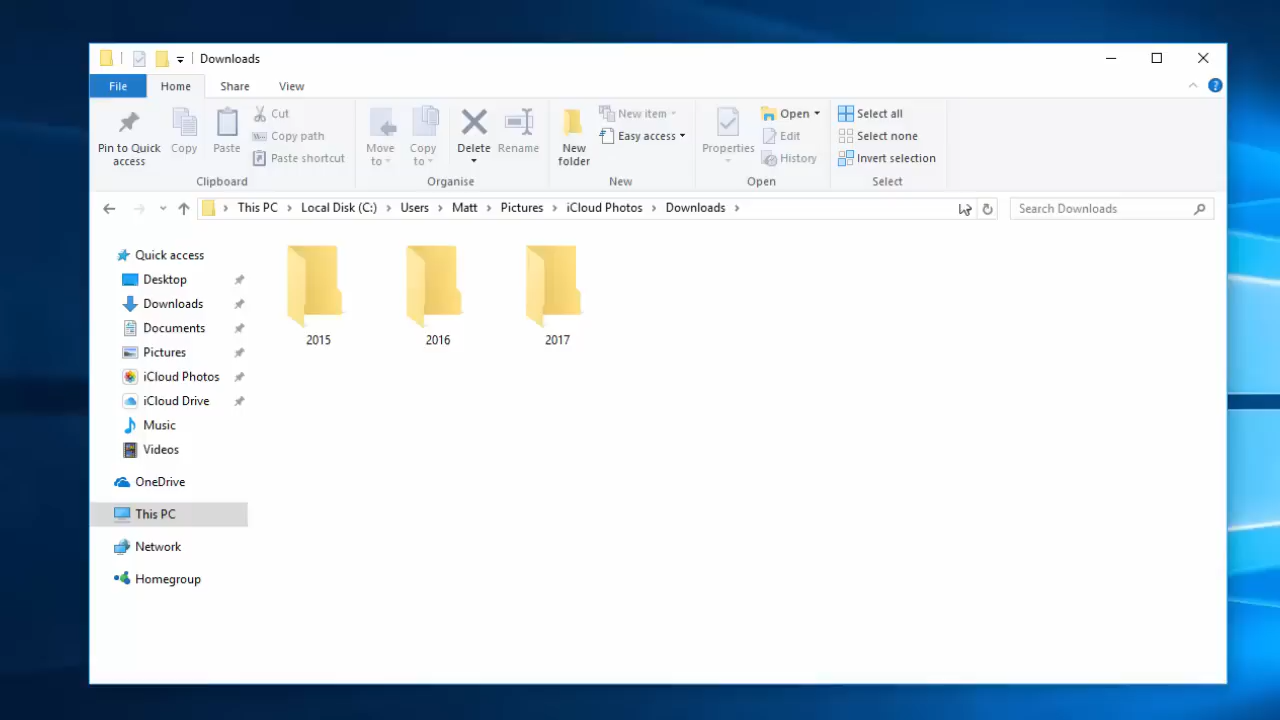 Downloads
File Home Share View
Pin to Quick access
Copy
Paste
Cut
Copy path
Paste shortcut
Clipboard
Move to
Copy to
Delete
Rename
Organise
New folder
New item
Easy access
New
Properties
Open
Edit
History
Open
Select all
Select none
Invert selection
Select
This PC Local Disk (C:) Users Matt Pictures iCloud Photos Downloads
Search Downloads
Quick access
Desktop
Downloads
Documents
Pictures
iCloud Photos
iCloud Drive
Music
Videos
OneDrive
This PC
Network
Homegroup
2015
2016
2017